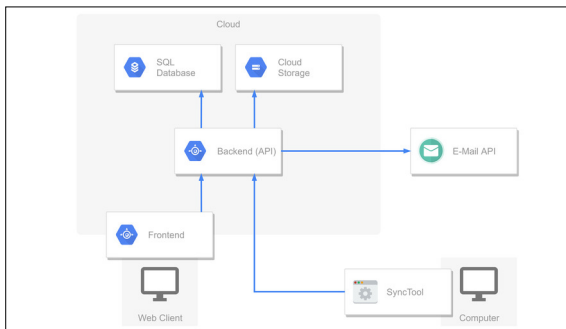 Cloud
SQL
Database
Cloud
Storage
Backend (API)
E-Mail API
Frontend
SyncTool
Web Client
Computer